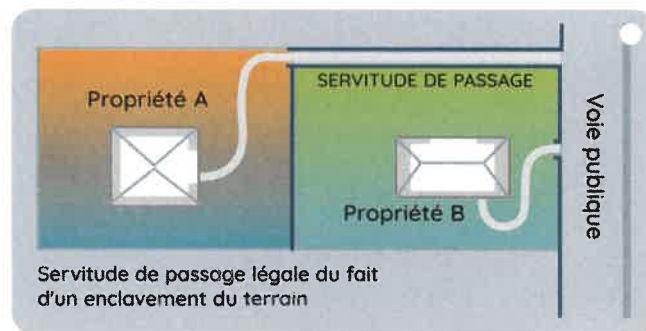 Propriété A
SERVITUDE DE PASSAGE
Propriété B
Voie publique
Servitude de passage légale du fait
d'un enclavement du terrain